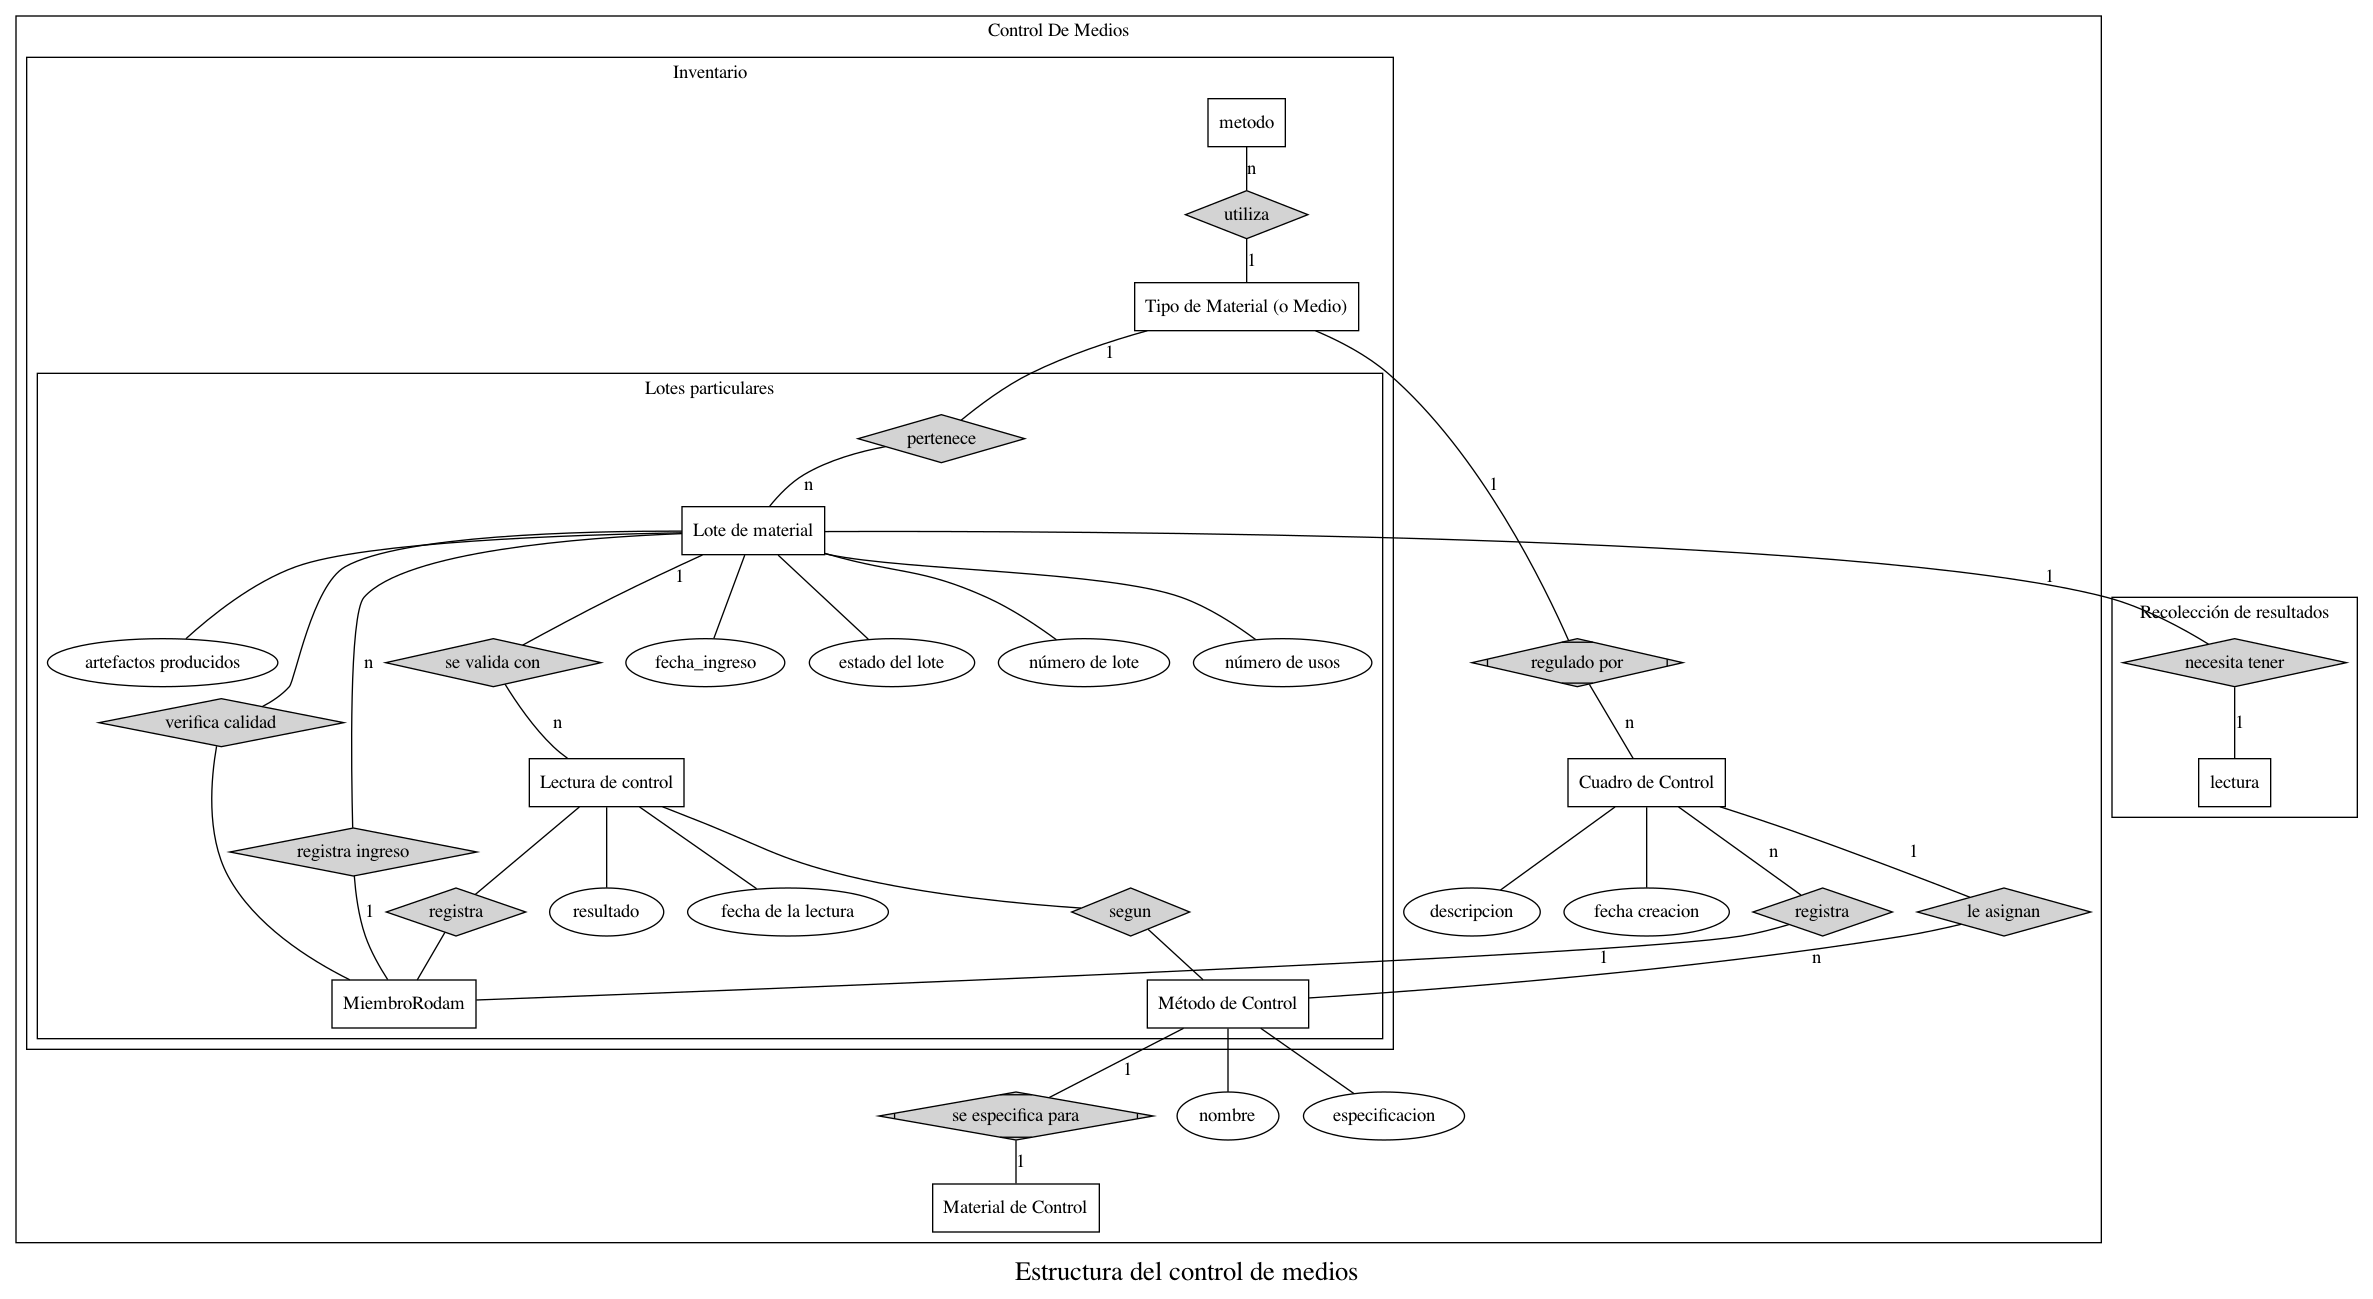 Control De Medios
Inventario
metodo
n
utiliza
1
Tipo de Material (o Medio)
1
Lotes particulares
pertenece
n
1
Lote de material
1
1
Recolección de resultados
artefactos producidos
n
se valida con
fecha_ingreso
estado del lote
número de lote
número de usos
regulado por
necesita tener
verifica calidad
n
n
1
Lectura de control
Cuadro de Control
lectura
registra ingreso
n
1
1
registra
resultado
fecha de la lectura
segun
descripcion
fecha creacion
registra
le asignan
1
n
MiembroRodam
Método de Control
1
se especifica para
nombre
especificacion
1
Material de Control
Estructura del control de medios